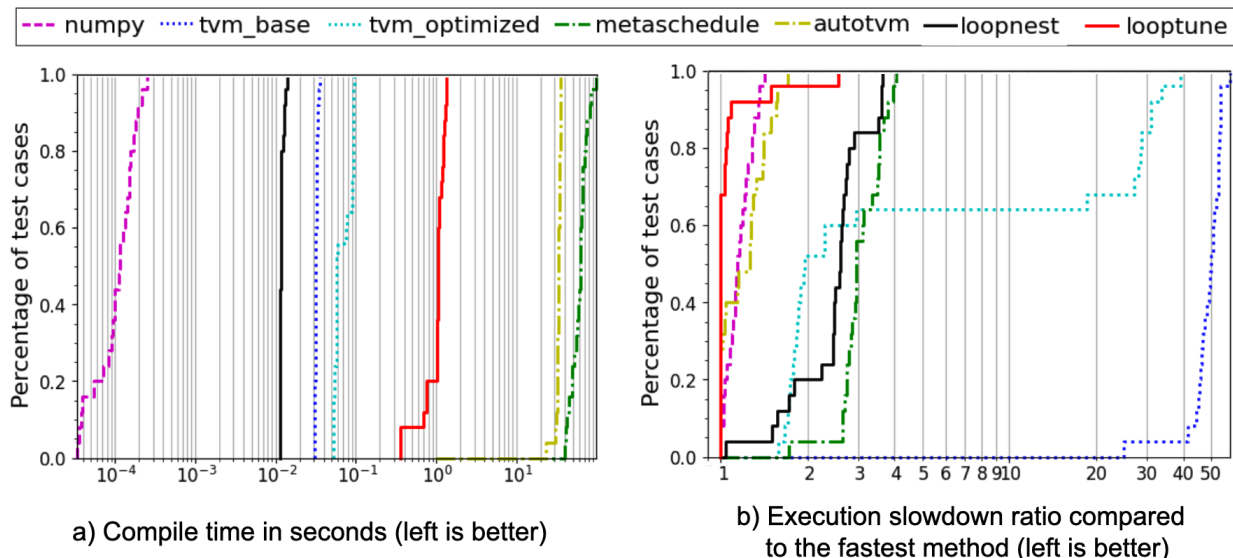 numpy tvm_base tvm_optimized metaschedule autotvm loopnest looptune
Percentage of test cases
1.0
0.8
0.6
0.4
0.2
0.0
10⁻⁴ 10⁻³ 10⁻² 10⁻¹ 10⁰ 10¹
a) Compile time in seconds (left is better)
Percentage of test cases
1.0
0.8
0.6
0.4
0.2
0.0
1 2 3 4 5 6 7 8 9 10 20 30 40 50
b) Execution slowdown ratio compared
to the fastest method (left is better)